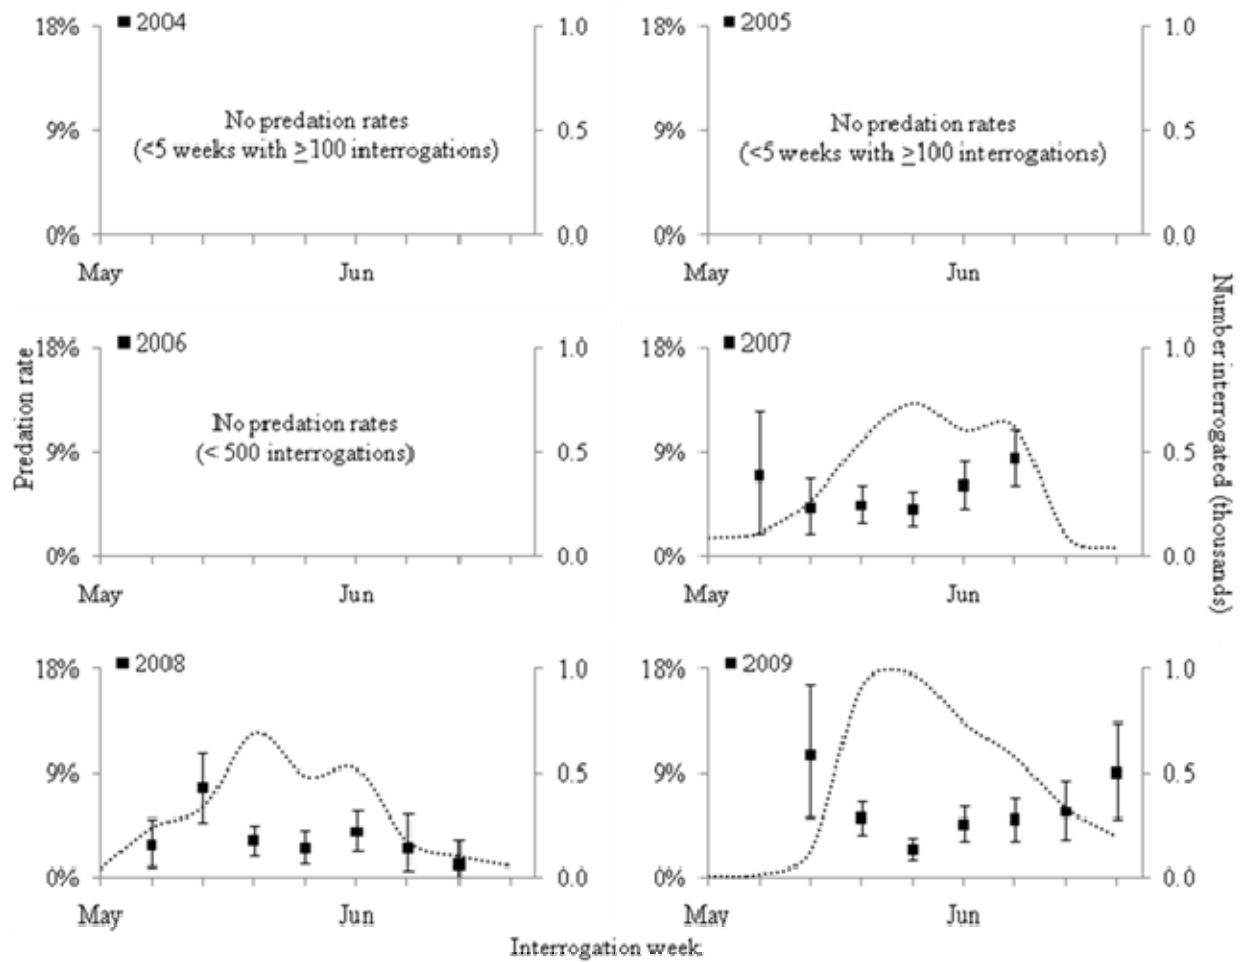 ■ 2004
18%
9%
0%
1.0
0.5
0.0
No predation rates
(<5 weeks with ≥100 interrogations)
May
Jun
■ 2005
18%
9%
0%
1.0
0.5
0.0
No predation rates
(<5 weeks with ≥100 interrogations)
May
Jun
Predation rate
■ 2006
18%
9%
0%
1.0
0.5
0.0
No predation rates
(< 500 interrogations)
May
Jun
■ 2007
18%
9%
0%
1.0
0.5
0.0
May
Jun
Number interrogated (thousands)
■ 2008
18%
9%
0%
1.0
0.5
0.0
May
Jun
■ 2009
18%
9%
0%
1.0
0.5
0.0
May
Jun
Interrogation week